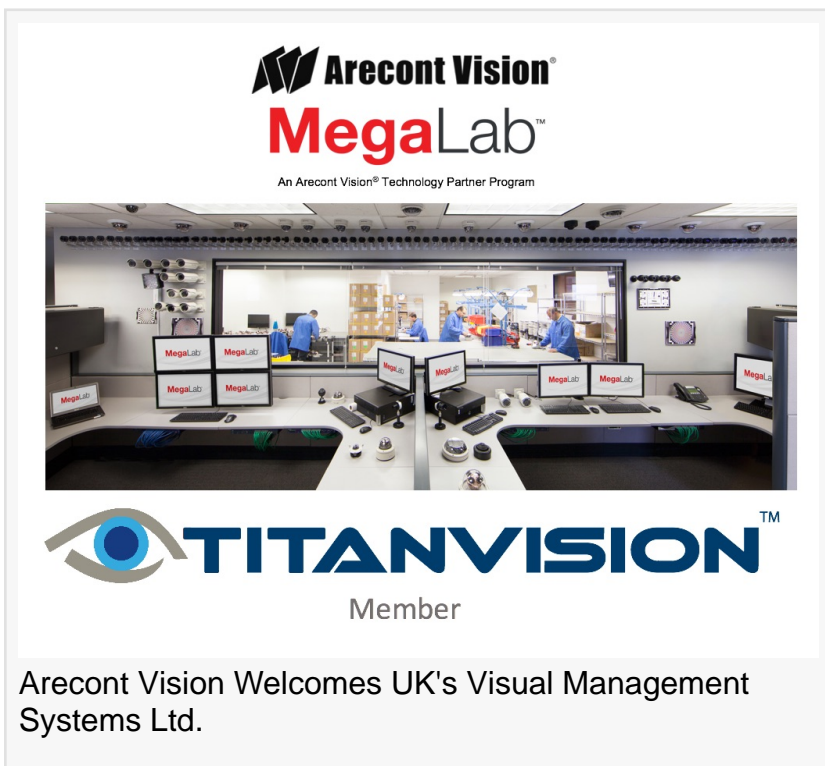 Arecont Vision®
MegaLab™
An Arecont Vision® Technology Partner Program
MegaLab
MegaLab
MegaLab
MegaLab
MegaLab
MegaLab
MegaLab
MegaLab
MegaLab
MegaLa
TITANVISION™
Member
Arecont Vision Welcomes UK's Visual Management
Systems Ltd.